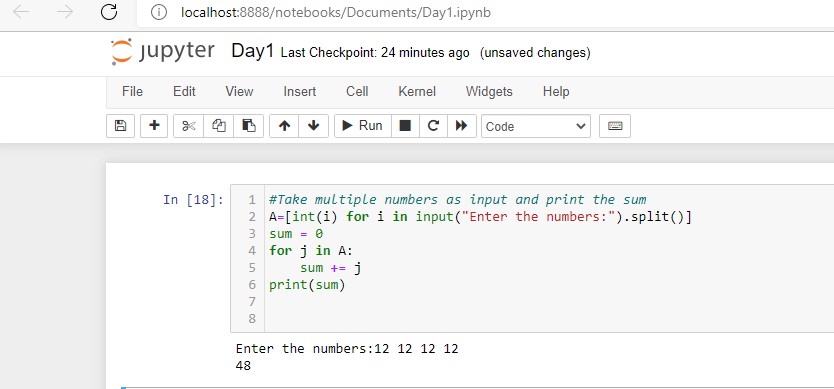 localhost:8888/notebooks/Documents/Day1.ipynb
jupyter Day1 Last Checkpoint: 24 minutes ago (unsaved changes)
File Edit View Insert Cell Kernel Widgets Help
Run Code
In [18]:
1 #Take multiple numbers as input and print the sum
2 A=[int(i) for i in input("Enter the numbers:").split()]
3 sum = 0
4 for j in A:
5     sum += j
6 print(sum)
7
8
Enter the numbers:12 12 12 12
48